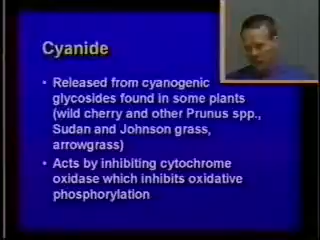 Cyanide
• Released from cyanogenic
glycosides found in some plants
(wild cherry and other Prunus spp.,
Sudan and Johnson grass,
arrowgrass)
• Acts by inhibiting cytochrome
oxidase which inhibits oxidative
phosphorylation